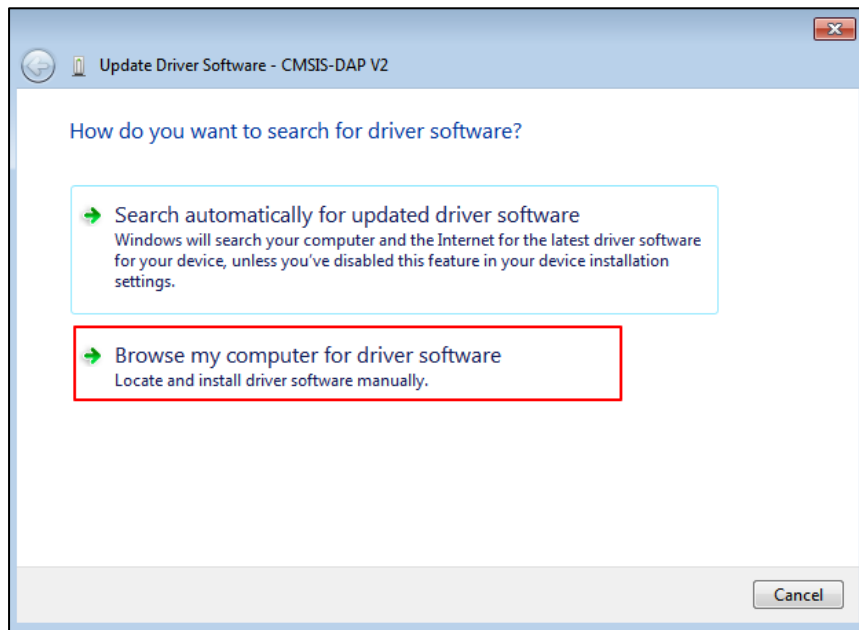 Update Driver Software - CMSIS-DAP V2
How do you want to search for driver software?
Search automatically for updated driver software
Windows will search your computer and the Internet for the latest driver software
for your device, unless you've disabled this feature in your device installation
settings.
Browse my computer for driver software
Locate and install driver software manually.
Cancel